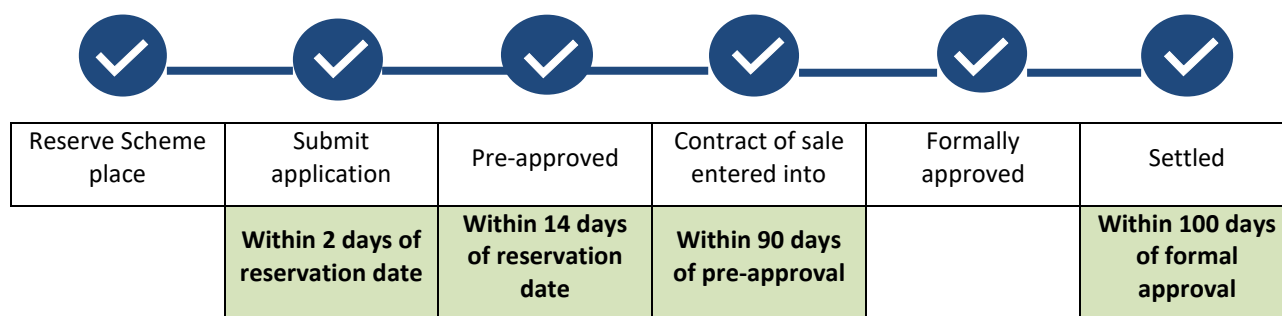 Reserve Scheme
place
Submit
application
Pre-approved
Contract of sale
entered into
Formally
approved
Settled
Within 2 days of
reservation date
Within 14 days
of reservation
date
Within 90 days
of pre-approval
Within 100 days
of formal
approval